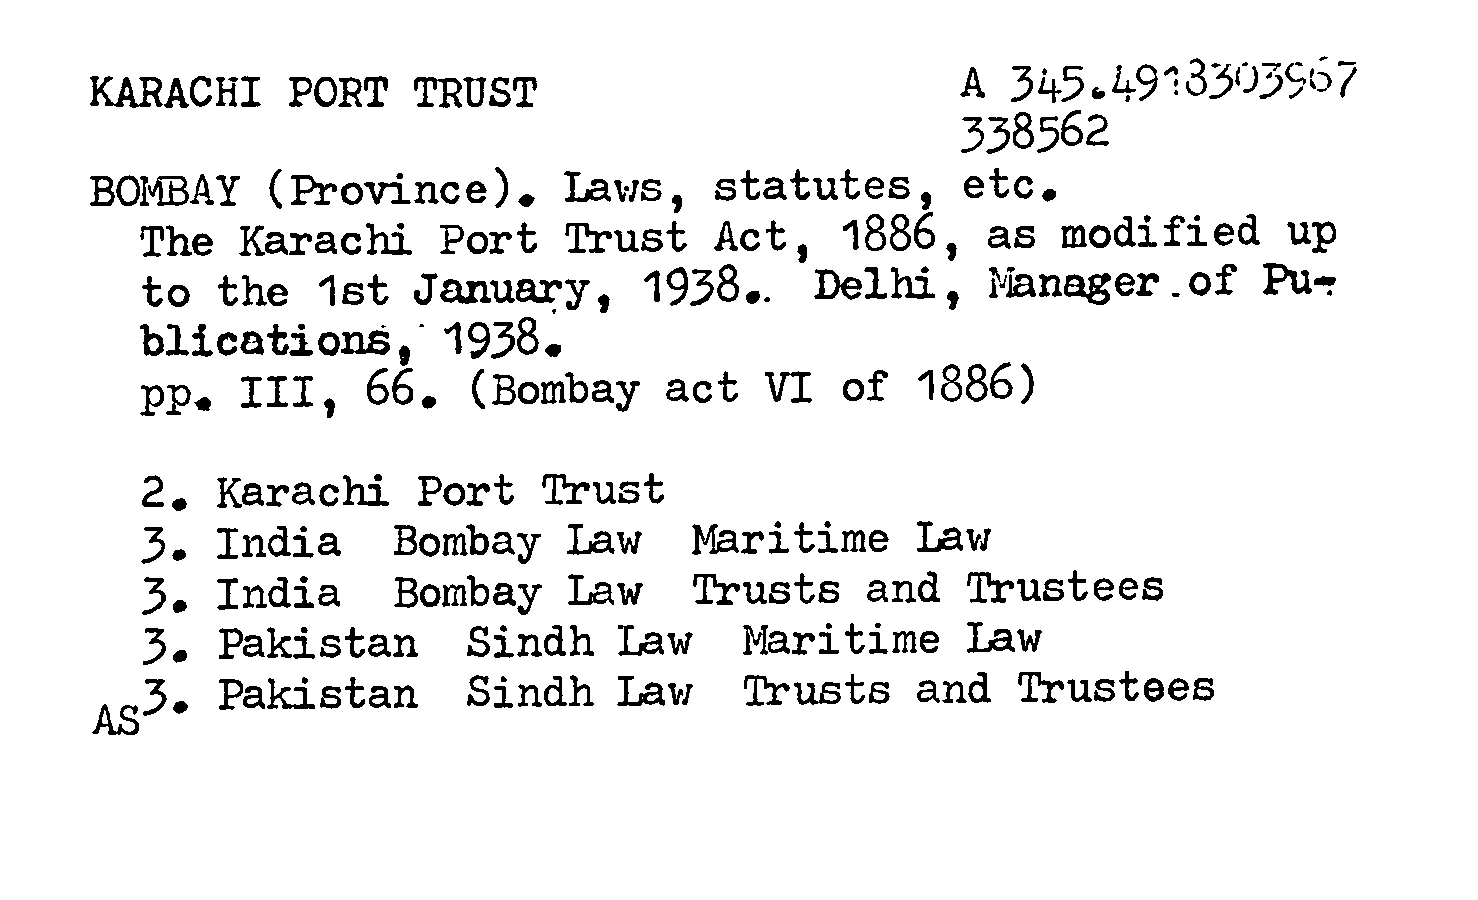 KARACHI PORT TRUST
A 345.4918303967
338562
BOMBAY (Province). Laws, statutes, etc.
The Karachi Port Trust Act, 1886, as modified up
to the 1st January, 1938.. Delhi, Manager of Pu-
blications, 1938.
pp. III, 66. (Bombay act VI of 1886)
2. Karachi Port Trust
3. India Bombay Law Maritime Law
3. India Bombay Law Trusts and Trustees
3. Pakistan Sindh Law Maritime Law
3. Pakistan Sindh Law Trusts and Trustees
AS